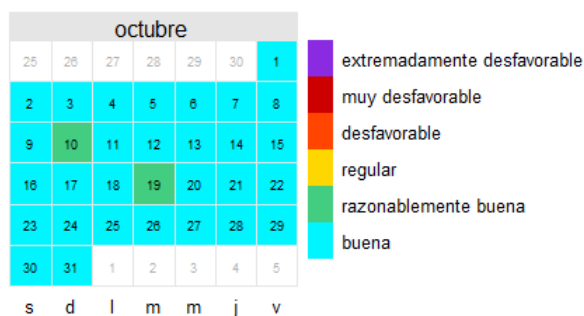 octubre
25 26 27 28 29 30 1
2 3 4 5 6 7 8
9 10 11 12 13 14 15
16 17 18 19 20 21 22
23 24 25 26 27 28 29
30 31 1 2 3 4 5
s d l m m j v
extremadamente desfavorable
muy desfavorable
desfavorable
regular
razonablemente buena
buena